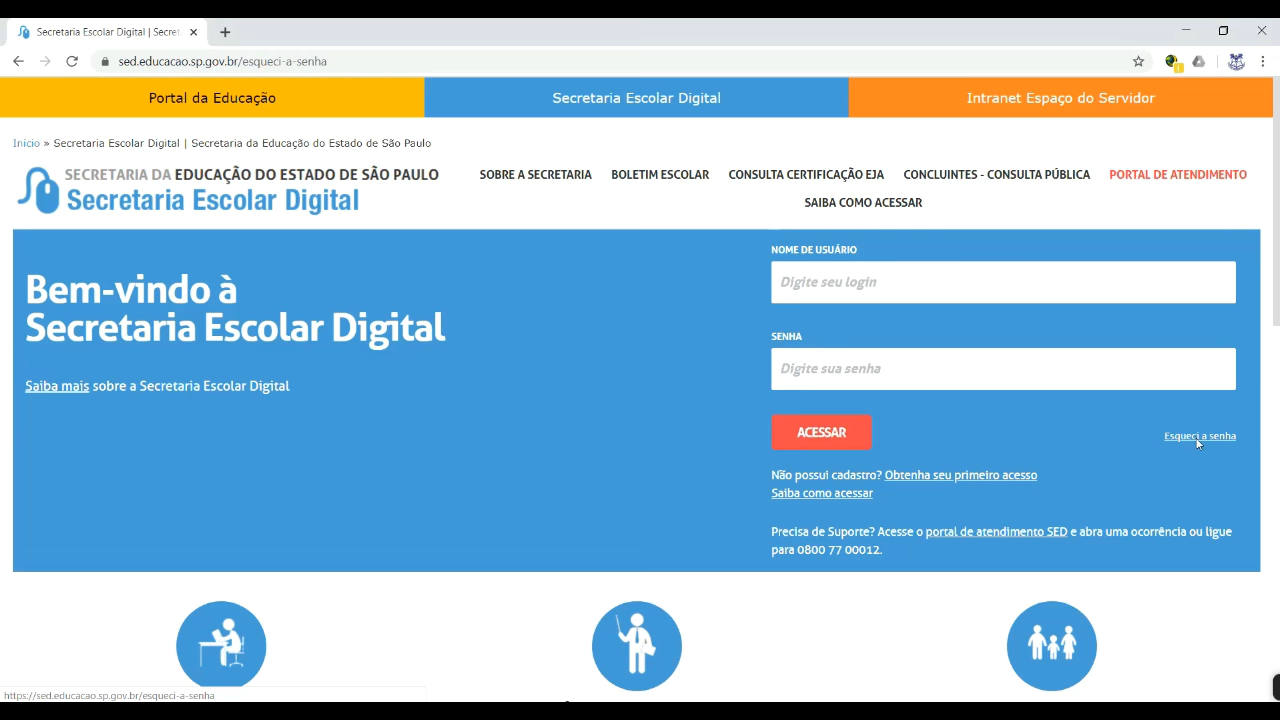 Secretaria Escolar Digital | Secret
sed.educacao.sp.gov.br/esqueci-a-senha
Portal da Educação
Secretaria Escolar Digital
Intranet Espaço do Servidor
Início » Secretaria Escolar Digital | Secretaria da Educação do Estado de São Paulo
SECRETARIA DA EDUCAÇÃO DO ESTADO DE SÃO PAULO
Secretaria Escolar Digital
SOBRE A SECRETARIA
BOLETIM ESCOLAR
CONSULTA CERTIFICAÇÃO EJA
CONCLUINTES - CONSULTA PÚBLICA
PORTAL DE ATENDIMENTO
SAIBA COMO ACESSAR
Bem-vindo à
Secretaria Escolar Digital
Saiba mais sobre a Secretaria Escolar Digital
NOME DE USUÁRIO
Digite seu login
SENHA
Digite sua senha
ACESSAR
Esqueci a senha
Não possui cadastro? Obtenha seu primeiro acesso
Saiba como acessar
Precisa de Suporte? Acesse o portal de atendimento SED e abra uma ocorrência ou ligue
para 0800 77 00012.
https://sed.educacao.sp.gov.br/esqueci-a-senha